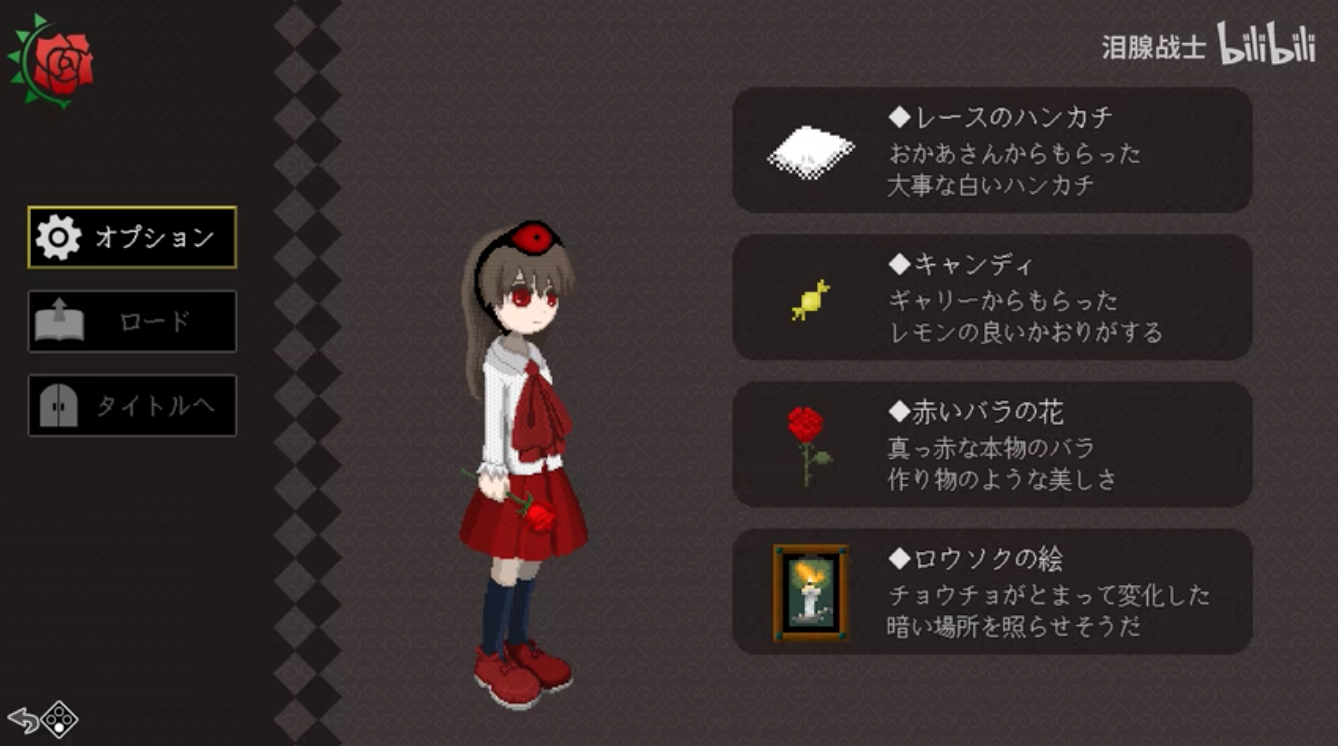 泪腺战士 bilibili
オプション
ロード
タイトルへ
◆レースのハンカチ
おかあさんからもらった
大事な白いハンカチ
◆キャンディ
ギャリーからもらった
レモンの良いかおりがする
◆赤いバラの花
真っ赤な本物のバラ
作り物のような美しさ
◆ロウソクの絵
チョウチョがとまって変化した
暗い場所を照らせそうだ